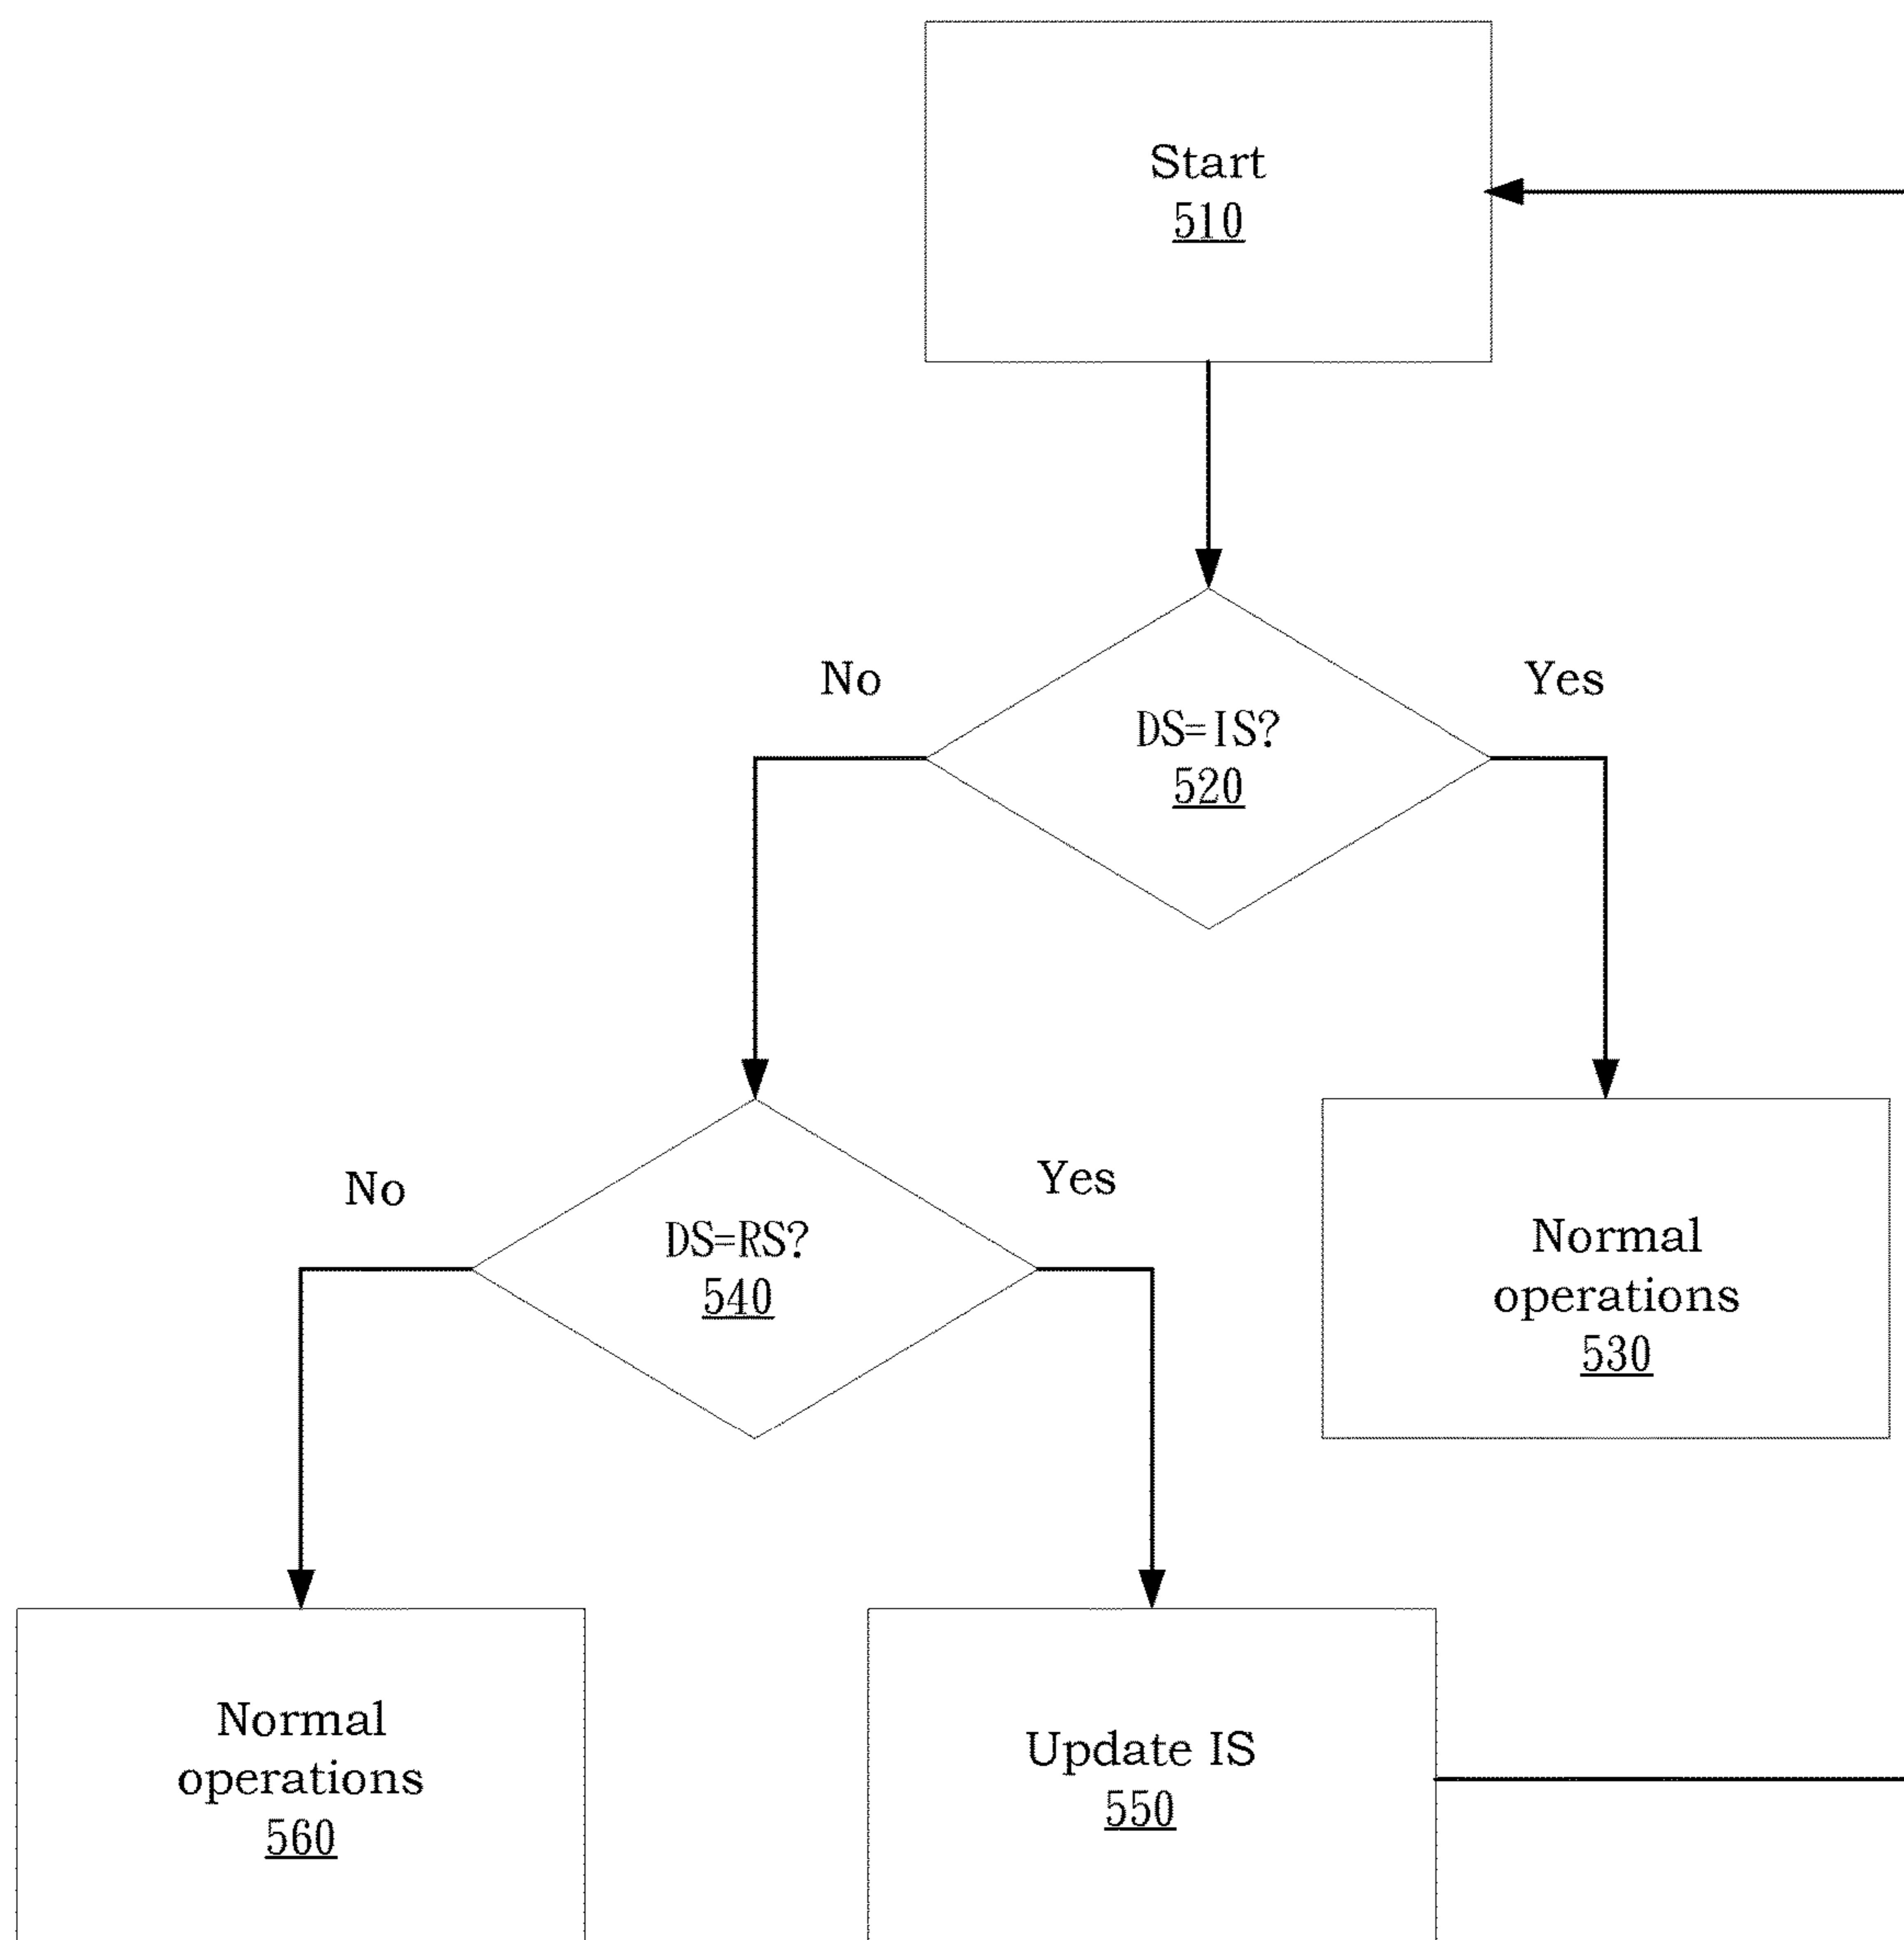 Start
510
No
Yes
DS=IS?
520
No
Yes
DS=RS?
540
Normal
operations
530
Normal
operations
560
Update IS
550